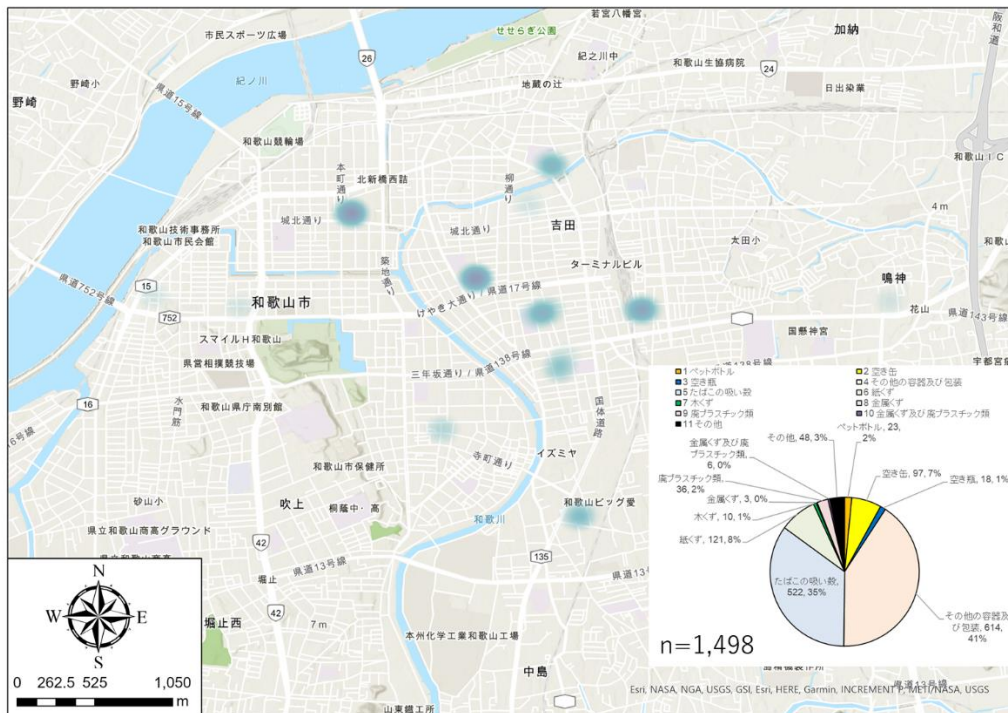 若宮八幡宮
市民スポーツ広場
せせらぎ公園
加納
阪和道
26
紀之川中
和歌山生協病院
24
野崎小
紀ノ川
地蔵の辻
日出染業
野崎
県道15号線
和歌山競輪場
和歌山IC
本町通り
北新橋西詰
柳通り
4 m
和歌山技術事務所
和歌山市民会館
城北通り
城北通り
吉田
太田小
築地通り
ターミナルビル
鳴神
県道752号線
15
和歌山市
けやき大通り / 県道17号線
花山
県道143号線
752
スマイルH和歌山
国懸神宮
県営相撲競技場
三年坂通り / 県道138号線
16
水門筋
和歌山県庁南別館
国体道路
和歌山市保健所
寺町通り
イズミヤ
砂山小
吹上
桐蔭中・高
和歌川
和歌山ビッグ愛
県立和歌山商高グラウンド
42
135
県道13号線
堀止
42
堀止西
7 m
本州化学工業和歌山工場
中島
山東鐵工所
N
W E
S
0 262.5 525 1,050
m
1 ペットボトル
2 空き缶
3 空き瓶
4 その他の容器及び包装
5 たばこの吸い殻
6 紙くず
7 木くず
8 金属くず
9 廃プラスチック類
10 金属くず及び廃プラスチック類
11 その他
ペットボトル, 23,
2%
その他, 48, 3%
金属くず及び廃
プラスチック類,
6, 0%
空き缶, 97, 7%
空き瓶, 18, 1%
廃プラスチック類,
36, 2%
金属くず, 3, 0%
木くず, 10, 1%
紙くず, 121, 8%
たばこの吸い殻,
522, 35%
その他の容器及
び包装, 614,
41%
n=1,498
Esri, NASA, NGA, USGS, GSI, Esri, HERE, Garmin, INCREMENT P, METI/NASA, USGS